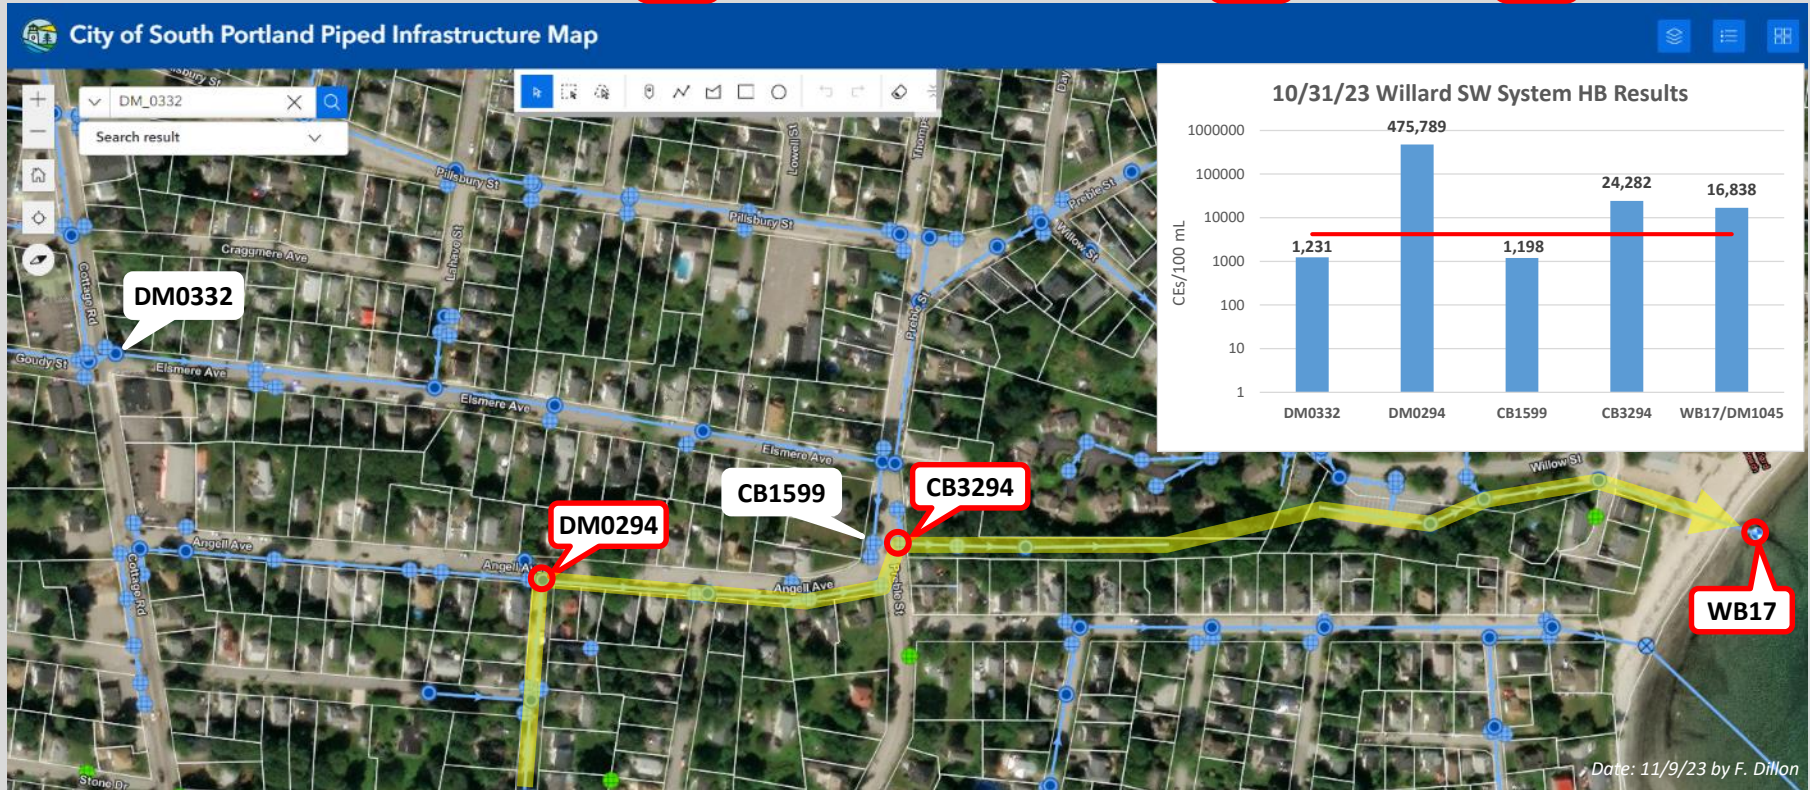 City of South Portland Piped Infrastructure Map
DM_0332
Search result
10/31/23 Willard SW System HB Results
CEs/100 mL
1000000
100000
10000
1000
100
10
1
1,231
475,789
1,198
24,282
16,838
DM0332
DM0294
CB1599
CB3294
WB17/DM1045
Pillsbury St
Pillsbury St
Lowell St
Preble St
Willow St
Craggmere Ave
Lahave St
Cottage Rd
Preble St
DM0332
Goudy St
Elsmere Ave
Elsmere Ave
Elsmere Ave
Willow St
CB1599
CB3294
DM0294
Angell Ave
Angell Av
Angell Ave
Cottage Rd
Preble St
WB17
Stone Dr
Date: 11/9/23 by F. Dillon